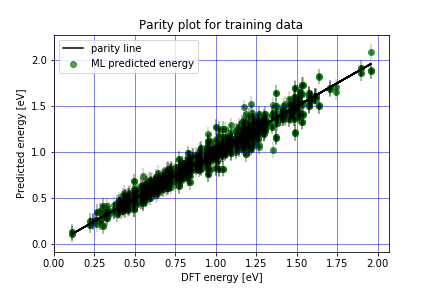 Parity plot for training data
parity line
ML predicted energy
Predicted energy [eV]
2.0
1.5
1.0
0.5
0.0
0.00 0.25 0.50 0.75 1.00 1.25 1.50 1.75 2.00
DFT energy [eV]